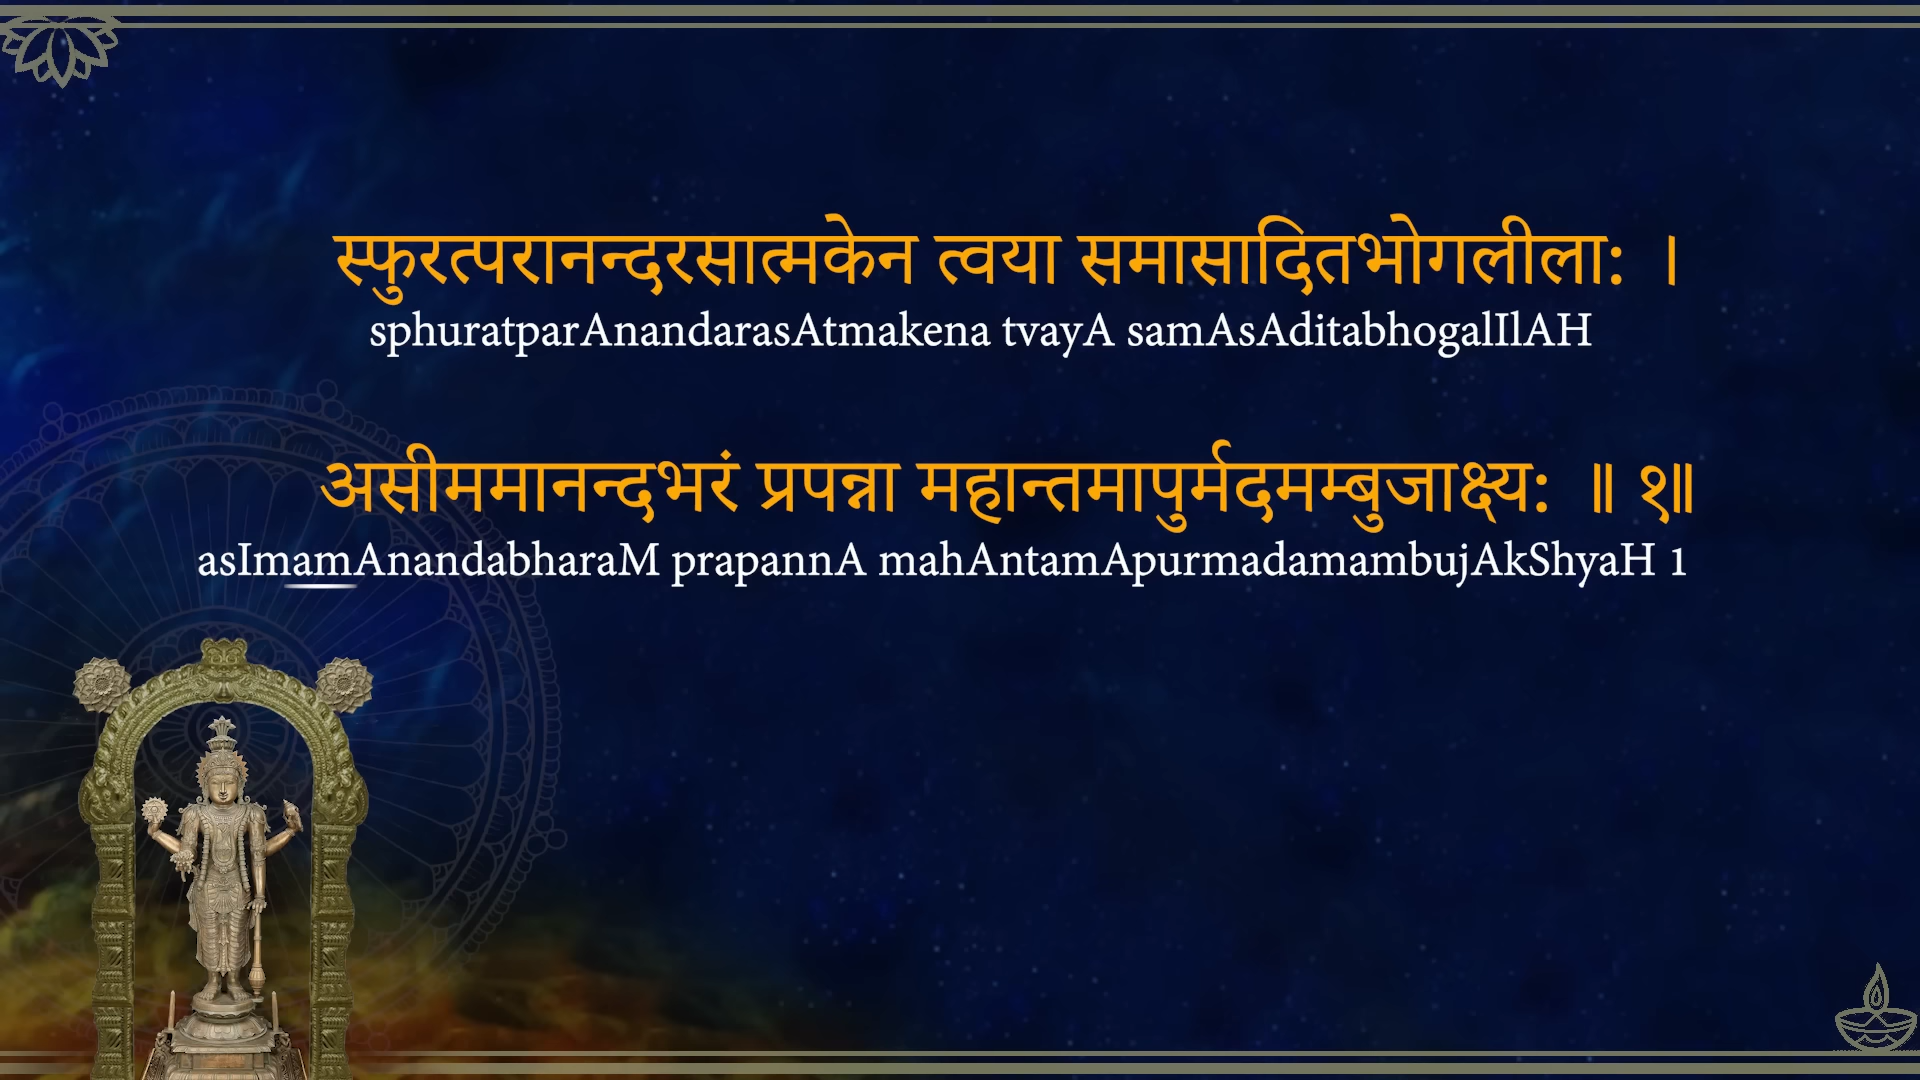 स्फुरत्परानन्दरसात्मकेन त्वया समासादितभोगलीलाः ।
sphuratparAnandarasAtmakena tvayA samAsAditabhogalIlAH
असीममानन्दभरं प्रपन्ना महान्तमापुर्मदमम्बुजाक्ष्यः ॥ १॥
asImamAnandabharaM prapannA mahAntamApurmadamambujAkShyaH 1